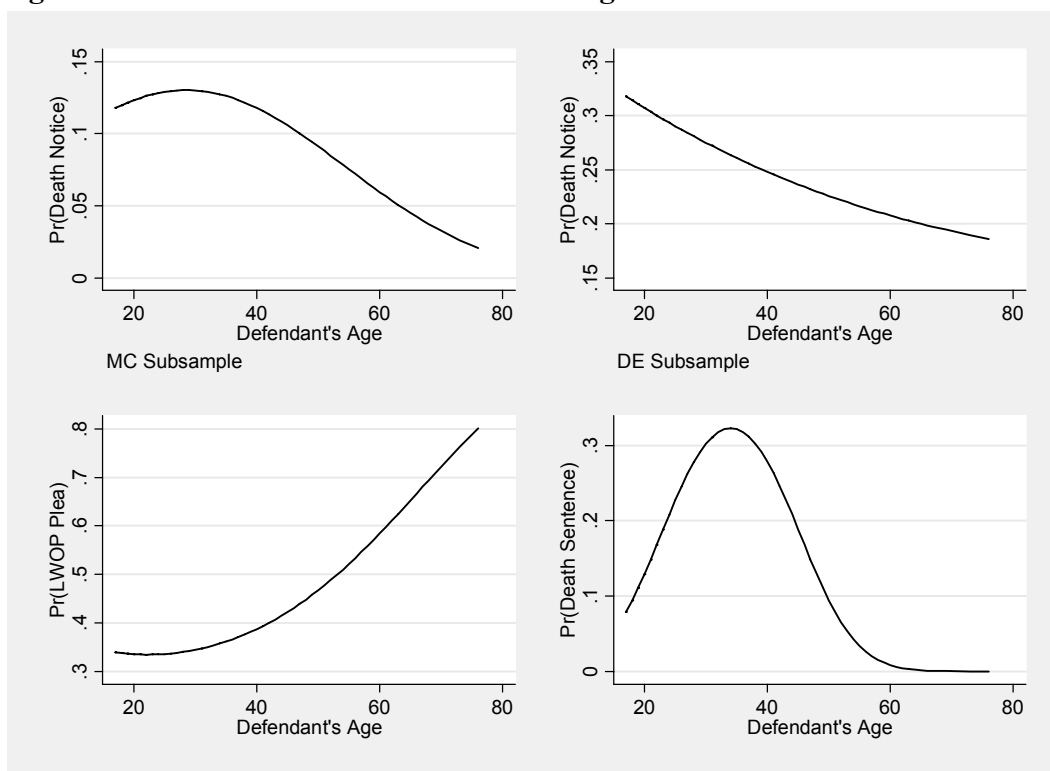 .15
.1
.05
0
Pr(Death Notice)
20 40 60 80
Defendant's Age
MC Subsample
.35
.3
.25
.2
.15
Pr(Death Notice)
20 40 60 80
Defendant's Age
DE Subsample
.8
.7
.6
.5
.4
.3
Pr(LWOP Plea)
20 40 60 80
Defendant's Age
.3
.2
.1
0
Pr(Death Sentence)
20 40 60 80
Defendant's Age